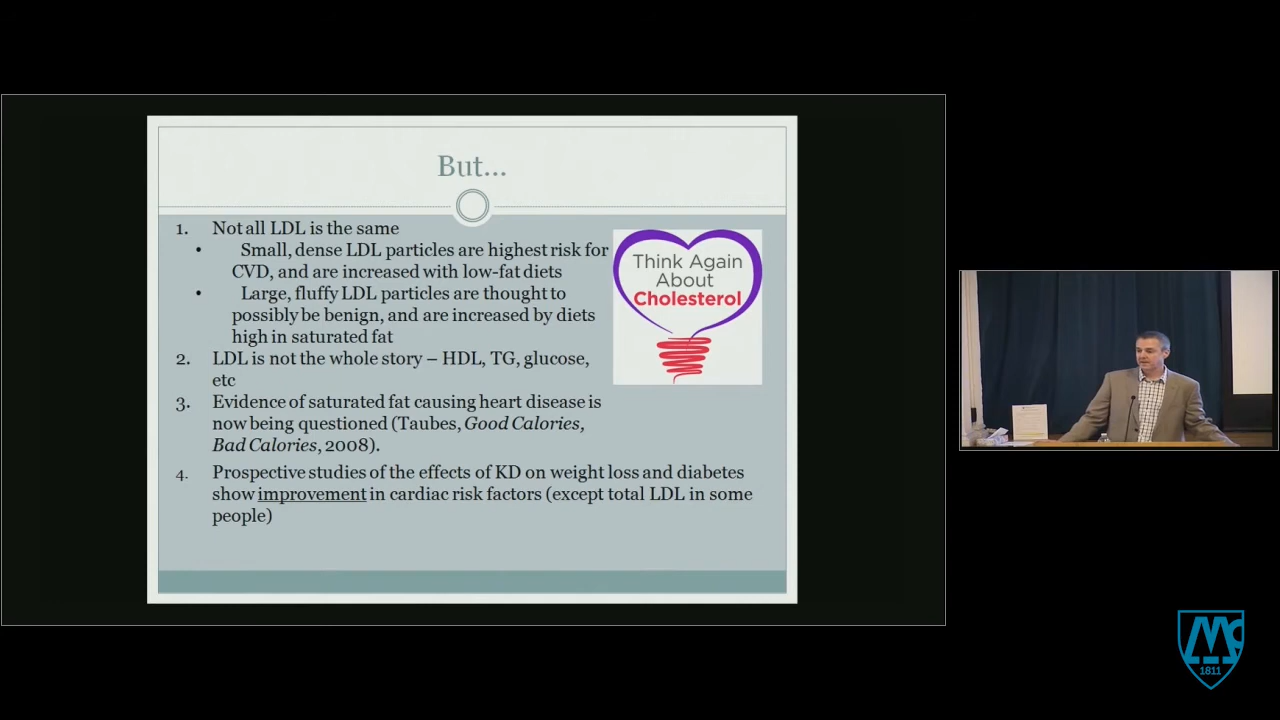 But...
1. Not all LDL is the same
• Small, dense LDL particles are highest risk for
CVD, and are increased with low-fat diets
• Large, fluffy LDL particles are thought to
possibly be benign, and are increased by diets
high in saturated fat
2. LDL is not the whole story – HDL, TG, glucose,
etc
3. Evidence of saturated fat causing heart disease is
now being questioned (Taubes, Good Calories,
Bad Calories, 2008).
4. Prospective studies of the effects of KD on weight loss and diabetes
show improvement in cardiac risk factors (except total LDL in some
people)
Think Again
About
Cholesterol
Mc
1811